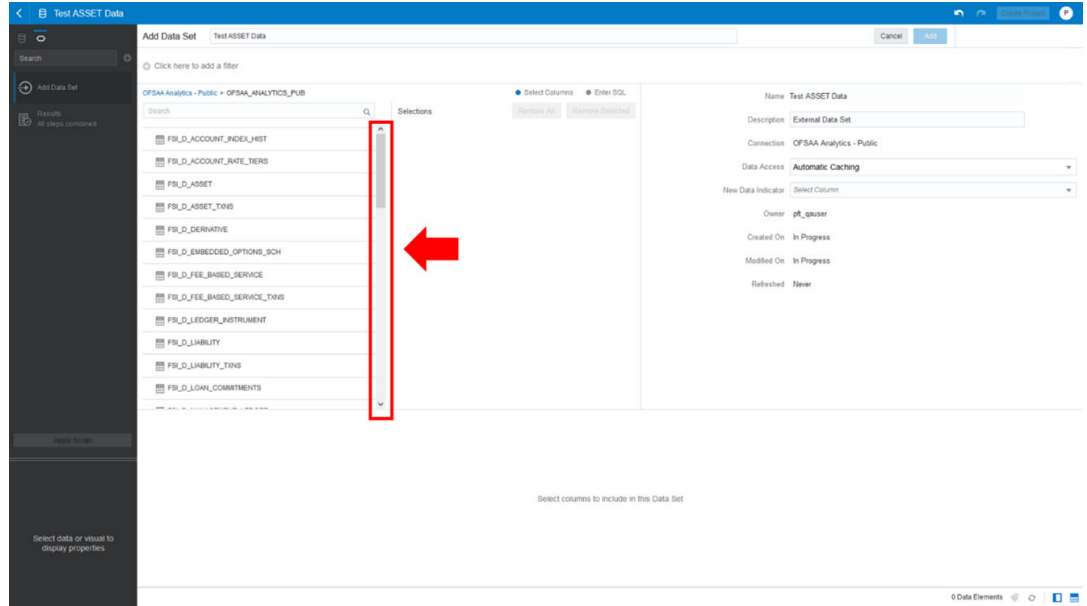 Test ASSET Data
Create Project
P
Search
Add Data Set
Results
All steps combined
Apply Script
Select data or visual to
display properties
Add Data Set Test ASSET Data Cancel Add
Click here to add a filter
OFSAA Analytics - Public > OFSAA_ANALYTICS_PUB
Select Columns Enter SQL
Search
Selections
Remove All Remove Selected
FSI_D_ACCOUNT_INDEX_HIST
FSI_D_ACCOUNT_RATE_TIERS
FSI_D_ASSET
FSI_D_ASSET_TXNS
FSI_D_DERIVATIVE
FSI_D_EMBEDDED_OPTIONS_SCH
FSI_D_FEE_BASED_SERVICE
FSI_D_FEE_BASED_SERVICE_TXNS
FSI_D_LEDGER_INSTRUMENT
FSI_D_LIABILITY
FSI_D_LIABILITY_TXNS
FSI_D_LOAN_COMMITMENTS
Name Test ASSET Data
Description External Data Set
Connection OFSAA Analytics - Public
Data Access Automatic Caching
New Data Indicator Select Column
Owner pft_qauser
Created On In Progress
Modified On In Progress
Refreshed Never
Select columns to include in this Data Set
0 Data Elements